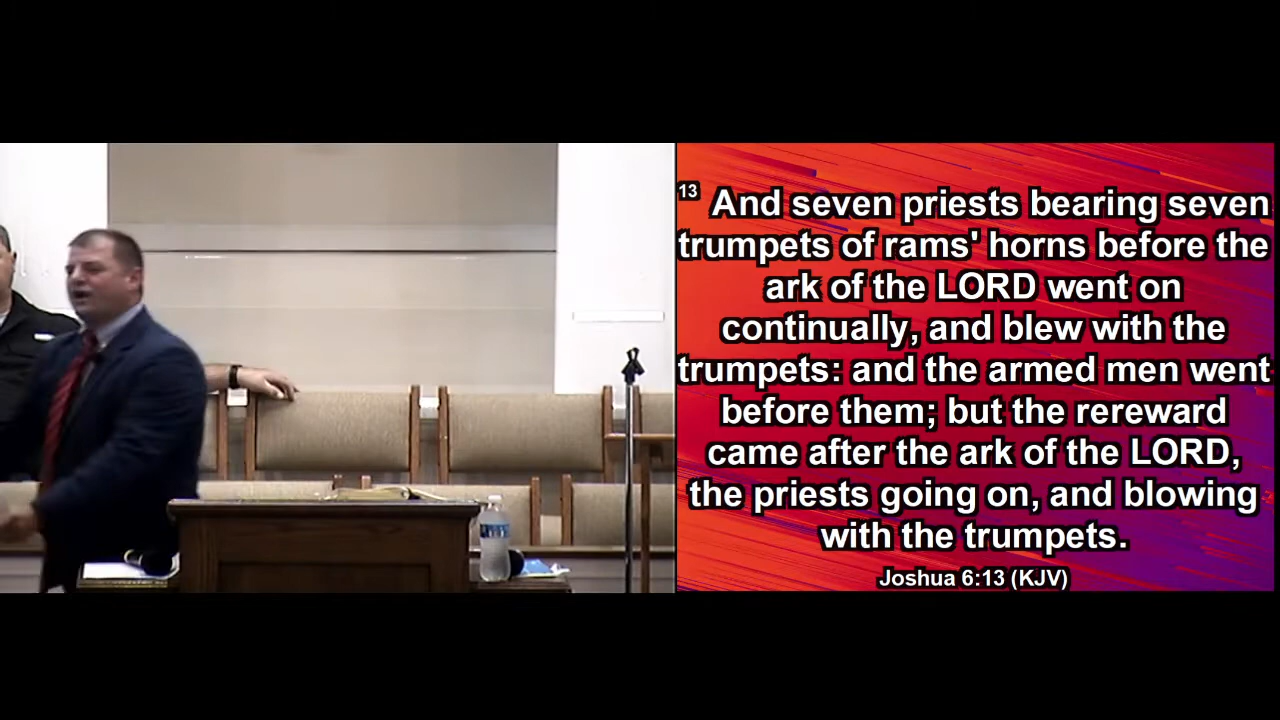 13 And seven priests bearing seven
trumpets of rams' horns before the
ark of the LORD went on
continually, and blew with the
trumpets: and the armed men went
before them; but the rereward
came after the ark of the LORD,
the priests going on, and blowing
with the trumpets.
Joshua 6:13 (KJV)